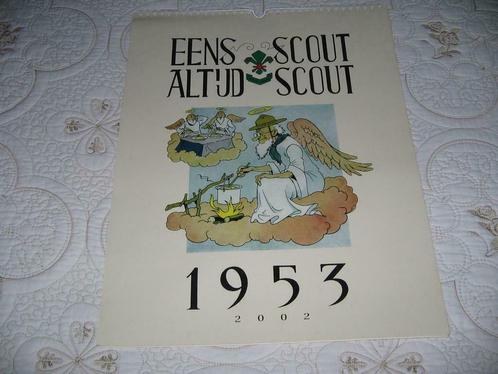 EENS SCOUT
ALTIJD SCOUT
1953
2002